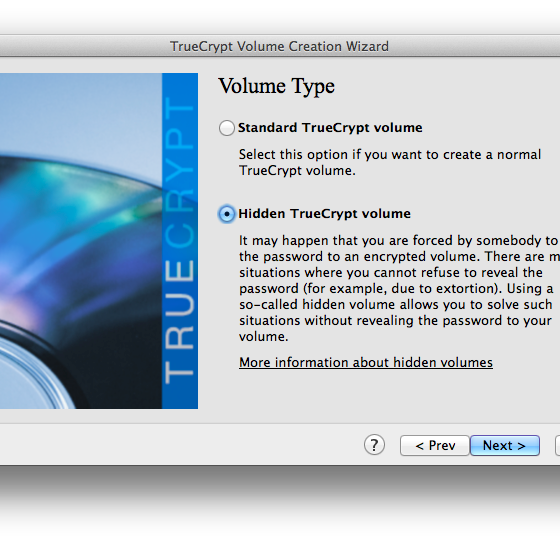 TrueCrypt Volume Creation Wizard
TRUECRYPT
Volume Type
Standard TrueCrypt volume
Select this option if you want to create a normal
TrueCrypt volume.
Hidden TrueCrypt volume
It may happen that you are forced by somebody to
the password to an encrypted volume. There are m
situations where you cannot refuse to reveal the
password (for example, due to extortion). Using a
so-called hidden volume allows you to solve such
situations without revealing the password to your
volume.
More information about hidden volumes
?
< Prev
Next >